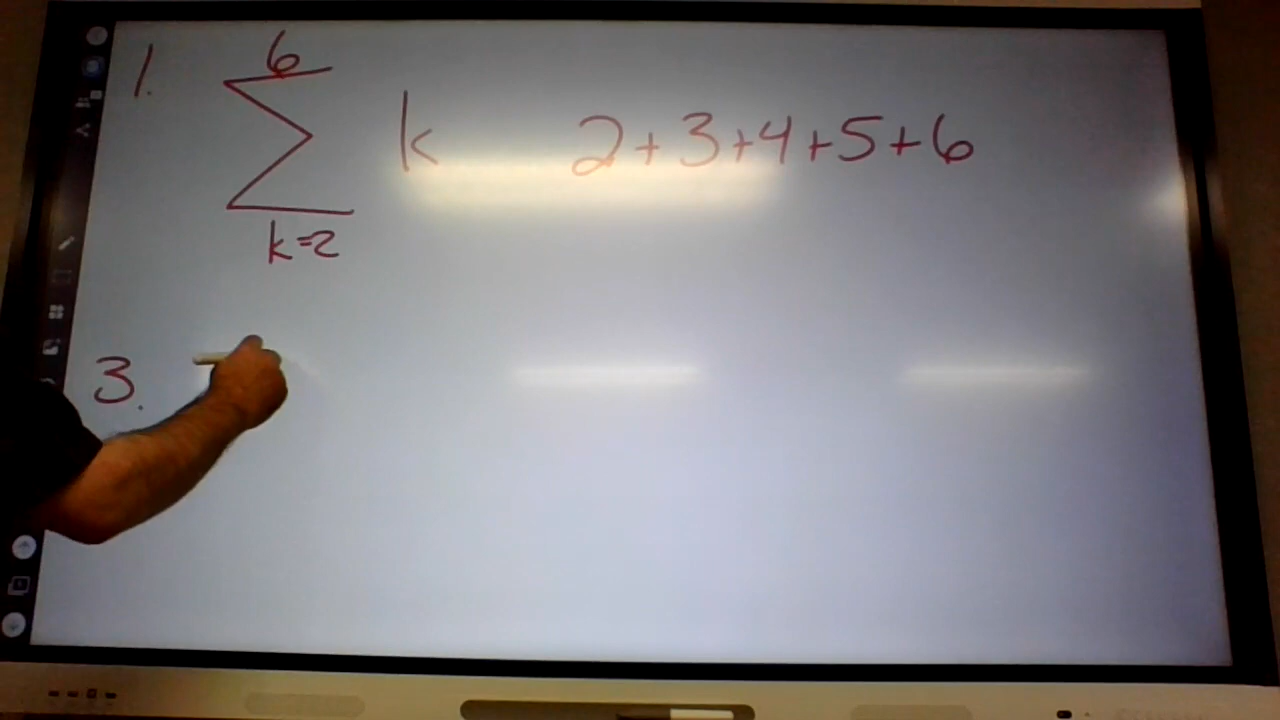 1. 6
∑ k 2+3+4+5+6
k=2
3.